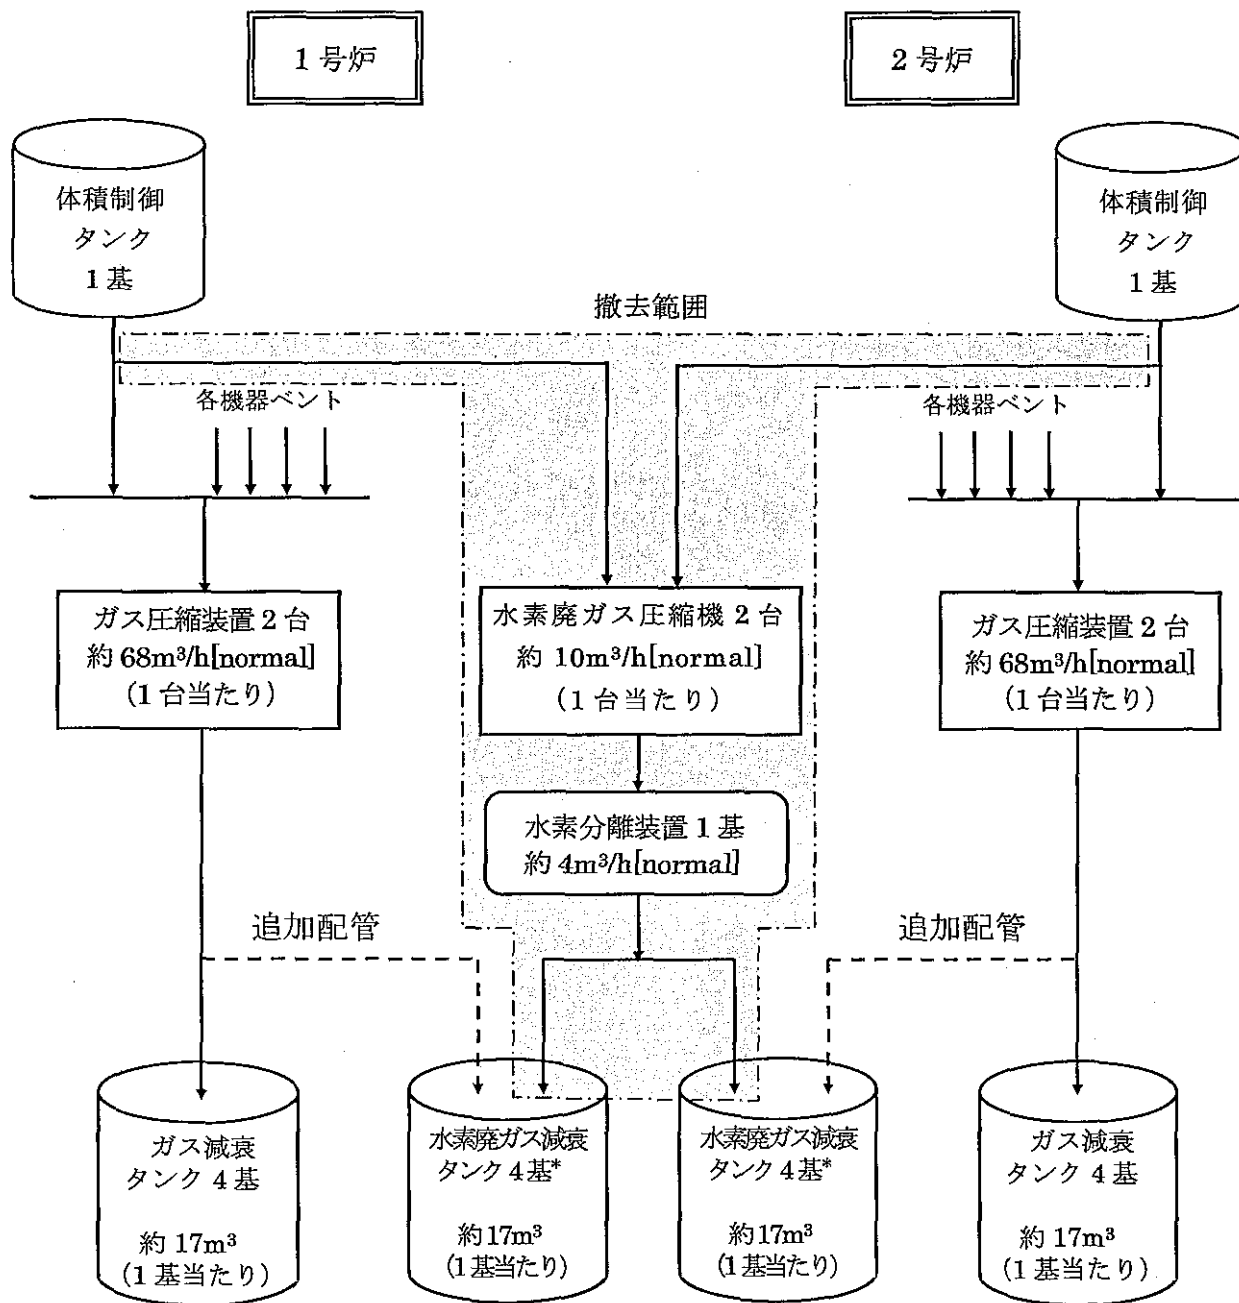 1 号炉
2 号炉
体積制御
タンク
1 基
体積制御
タンク
1 基
撤去範囲
各機器ベント
各機器ベント
ガス圧縮装置 2 台
約 68m³/h[normal]
(1 台当たり)
水素廃ガス圧縮機 2 台
約 10m³/h[normal]
(1 台当たり)
ガス圧縮装置 2 台
約 68m³/h[normal]
(1 台当たり)
水素分離装置 1 基
約 4m³/h[normal]
追加配管
追加配管
ガス減衰
タンク 4 基
約 17m³
(1 基当たり)
水素廃ガス減衰
タンク 4 基*
約 17m³
(1 基当たり)
水素廃ガス減衰
タンク 4 基*
約 17m³
(1 基当たり)
ガス減衰
タンク 4 基
約 17m³
(1 基当たり)